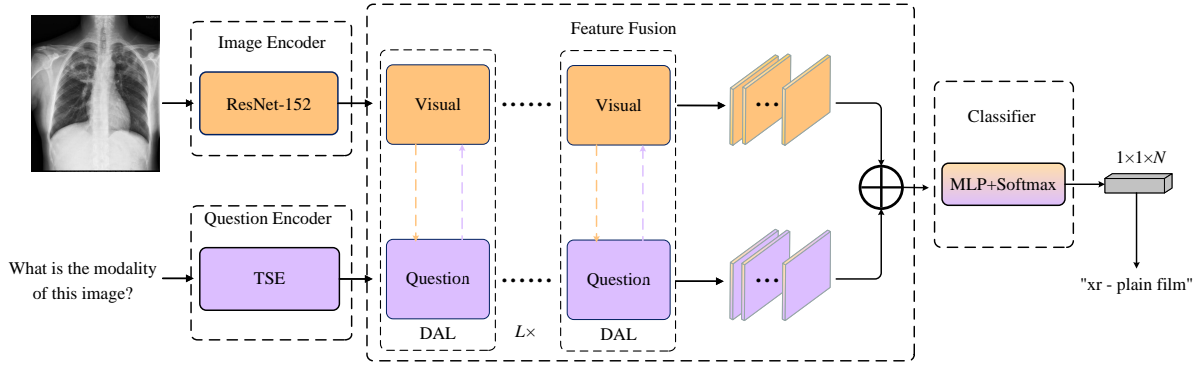 Image Encoder
ResNet-152
Question Encoder
What is the modality
of this image?
TSE
Feature Fusion
Visual
Visual
Question
Question
DAL
L×
DAL
Classifier
MLP+Softmax
1×1×N
"xr - plain film"